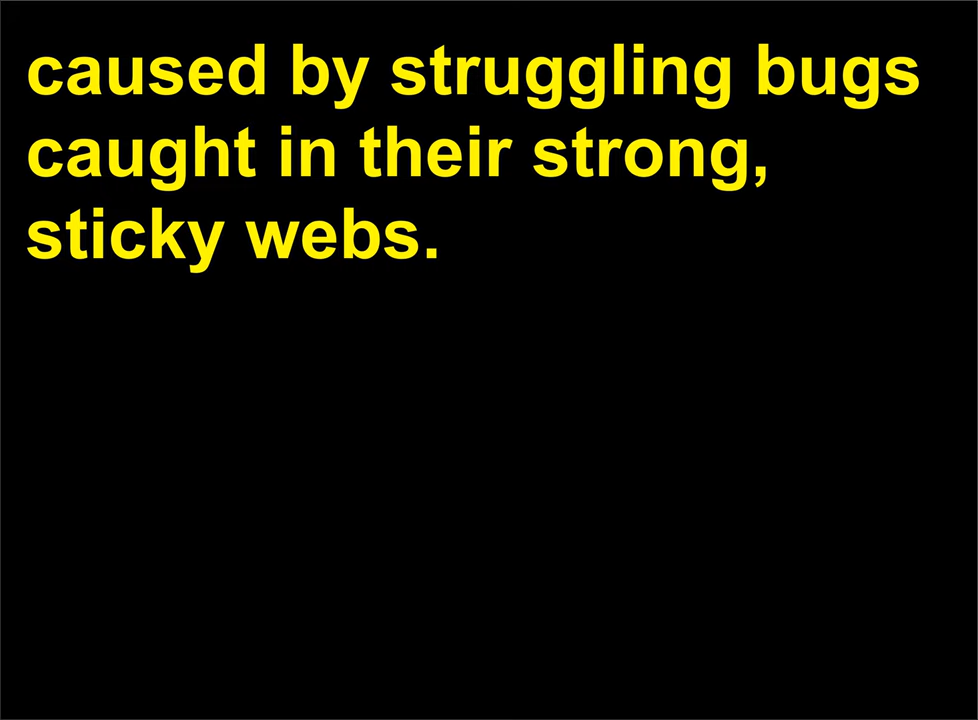 caused by struggling bugs
caught in their strong,
sticky webs.